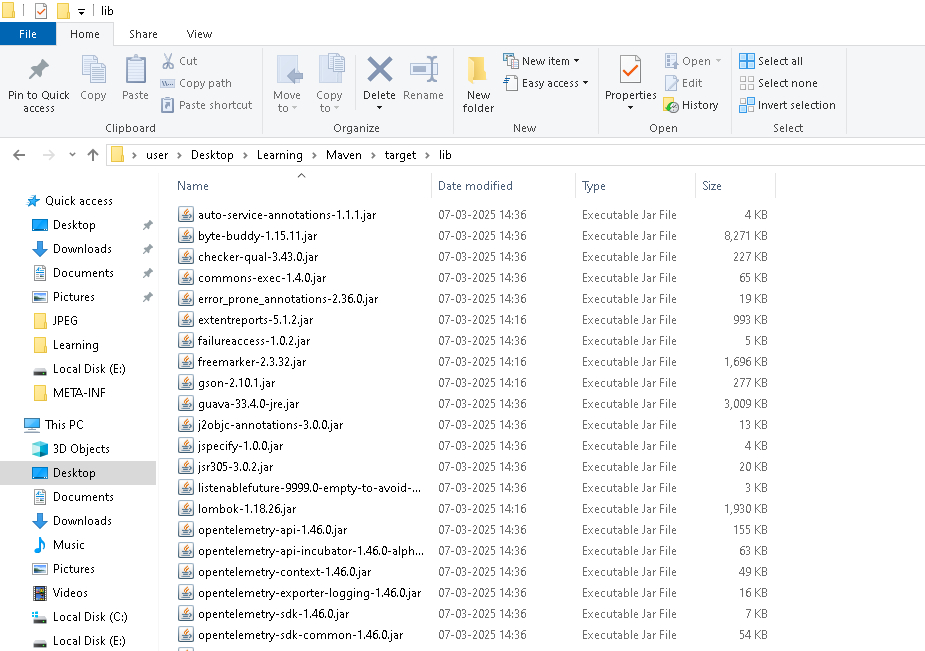 lib
File Home Share View
Pin to Quick access
Copy
Paste
Cut
Copy path
Paste shortcut
Clipboard
Move to
Copy to
Delete
Rename
Organize
New folder
New item
Easy access
New
Properties
Open
Edit
History
Open
Select all
Select none
Invert selection
Select
user > Desktop > Learning > Maven > target > lib
Quick access
Desktop
Downloads
Documents
Pictures
JPEG
Learning
Local Disk (E:)
META-INF
This PC
3D Objects
Desktop
Documents
Downloads
Music
Pictures
Videos
Local Disk (C:)
Local Disk (E:)
Name Date modified Type Size
auto-service-annotations-1.1.1.jar 07-03-2025 14:36 Executable Jar File 4 KB
byte-buddy-1.15.11.jar 07-03-2025 14:36 Executable Jar File 8,271 KB
checker-qual-3.43.0.jar 07-03-2025 14:36 Executable Jar File 227 KB
commons-exec-1.4.0.jar 07-03-2025 14:36 Executable Jar File 65 KB
error_prone_annotations-2.36.0.jar 07-03-2025 14:36 Executable Jar File 19 KB
extentreports-5.1.2.jar 07-03-2025 14:16 Executable Jar File 993 KB
failureaccess-1.0.2.jar 07-03-2025 14:36 Executable Jar File 5 KB
freemarker-2.3.32.jar 07-03-2025 14:16 Executable Jar File 1,696 KB
gson-2.10.1.jar 07-03-2025 14:16 Executable Jar File 277 KB
guava-33.4.0-jre.jar 07-03-2025 14:36 Executable Jar File 3,009 KB
j2objc-annotations-3.0.0.jar 07-03-2025 14:36 Executable Jar File 13 KB
jspecify-1.0.0.jar 07-03-2025 14:36 Executable Jar File 4 KB
jsr305-3.0.2.jar 07-03-2025 14:36 Executable Jar File 20 KB
listenablefuture-9999.0-empty-to-avoid-... 07-03-2025 14:36 Executable Jar File 3 KB
lombok-1.18.26.jar 07-03-2025 14:16 Executable Jar File 1,930 KB
opentelemetry-api-1.46.0.jar 07-03-2025 14:36 Executable Jar File 155 KB
opentelemetry-api-incubator-1.46.0-alph... 07-03-2025 14:36 Executable Jar File 63 KB
opentelemetry-context-1.46.0.jar 07-03-2025 14:36 Executable Jar File 49 KB
opentelemetry-exporter-logging-1.46.0.jar 07-03-2025 14:36 Executable Jar File 16 KB
opentelemetry-sdk-1.46.0.jar 07-03-2025 14:36 Executable Jar File 7 KB
opentelemetry-sdk-common-1.46.0.jar 07-03-2025 14:36 Executable Jar File 54 KB